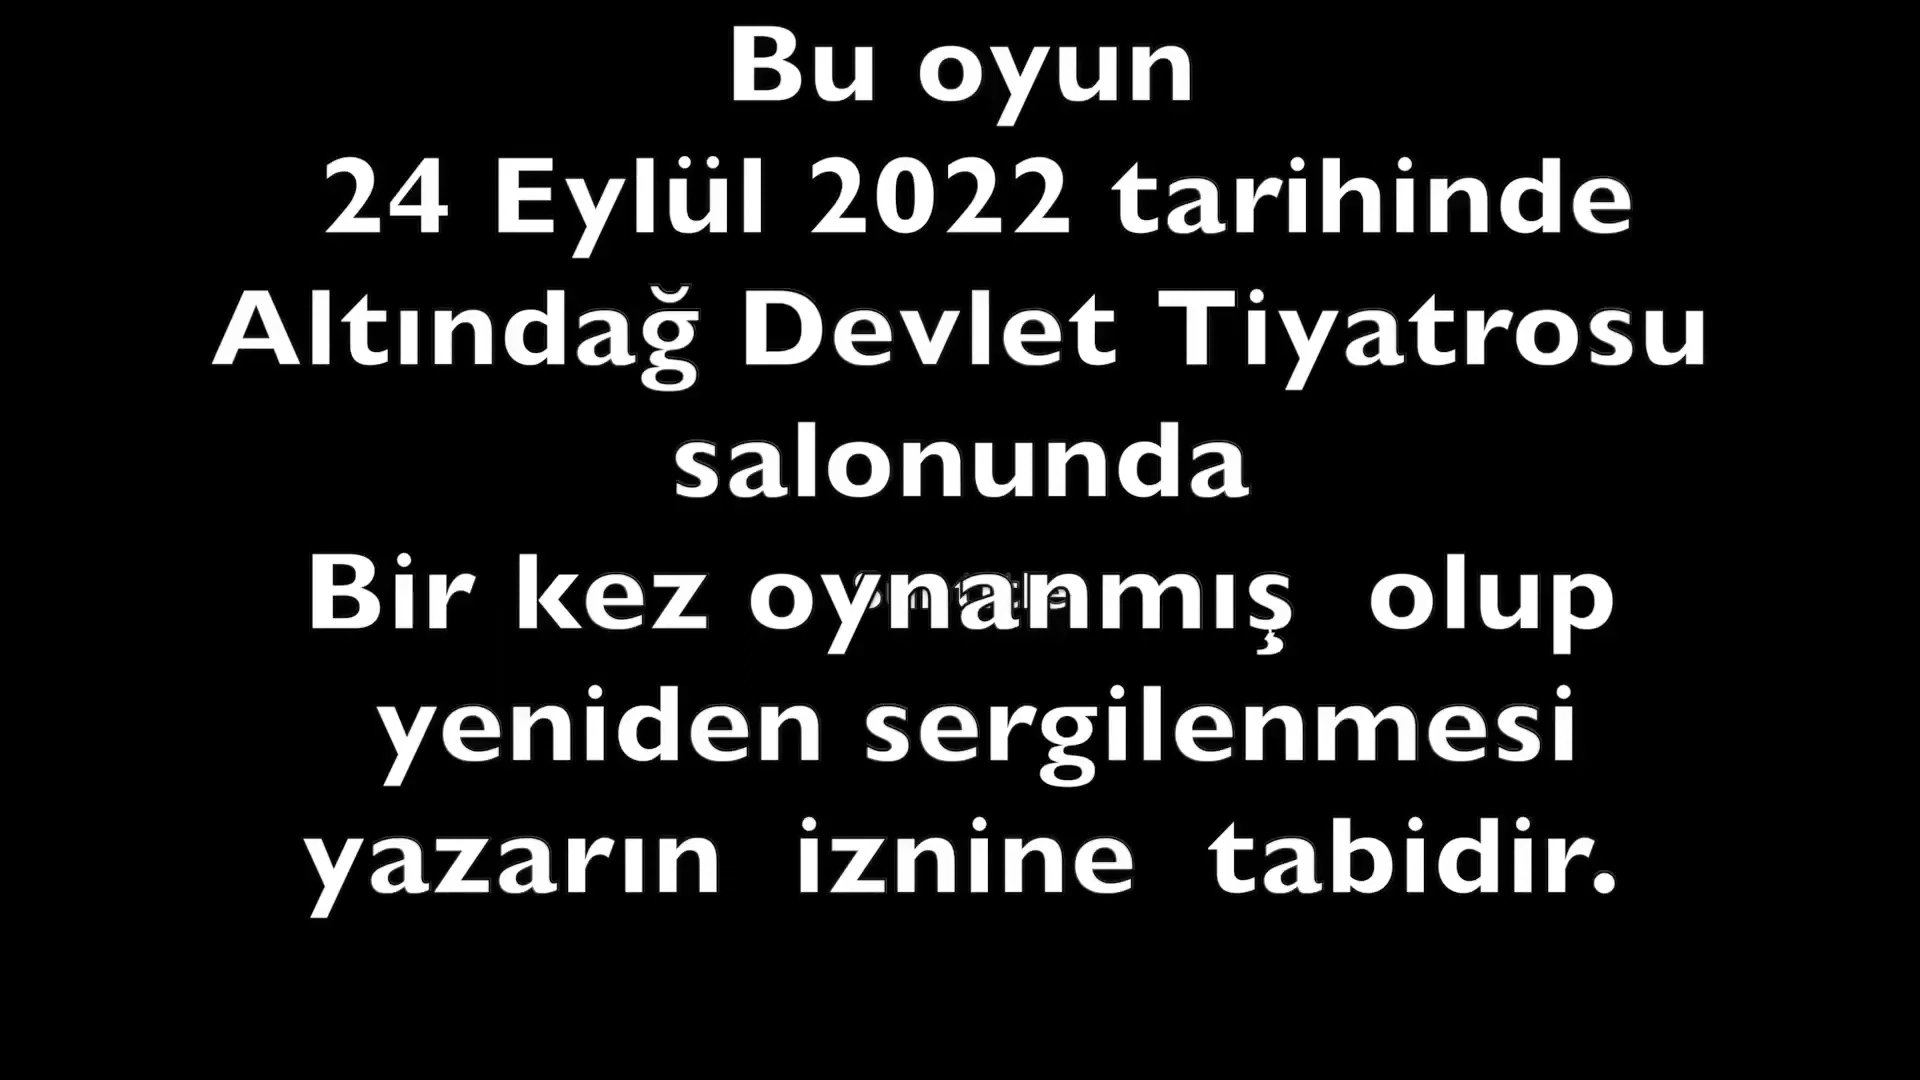 Bu oyun
24 Eylül 2022 tarihinde
Altındağ Devlet Tiyatrosu
salonunda
Bir kez oynanmış olup
yeniden sergilenmesi
yazarın iznine tabidir.